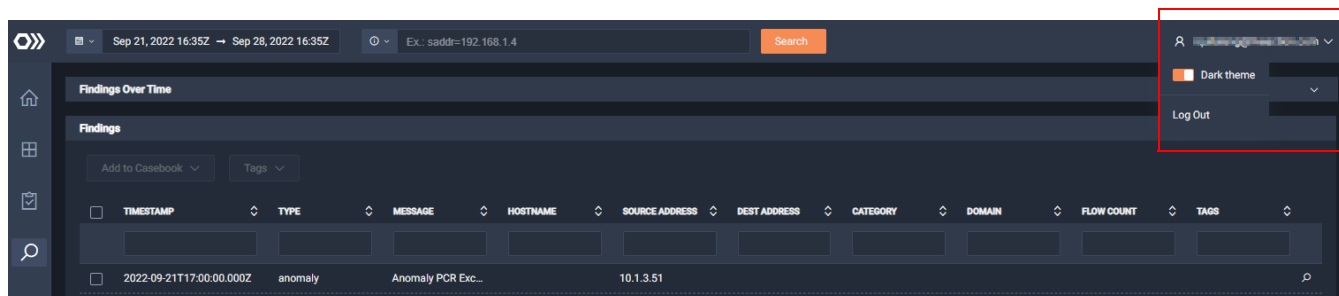 Sep 21, 2022 16:35Z → Sep 28, 2022 16:35Z Ex.: saddr=192.168.1.4 Search
Dark theme
Findings Over Time
Log Out
Findings
Add to Casebook Tags
TIMESTAMP TYPE MESSAGE HOSTNAME SOURCE ADDRESS DEST ADDRESS CATEGORY DOMAIN FLOW COUNT TAGS
2022-09-21T17:00:00.000Z anomaly Anomaly PCR Exc... 10.1.3.51